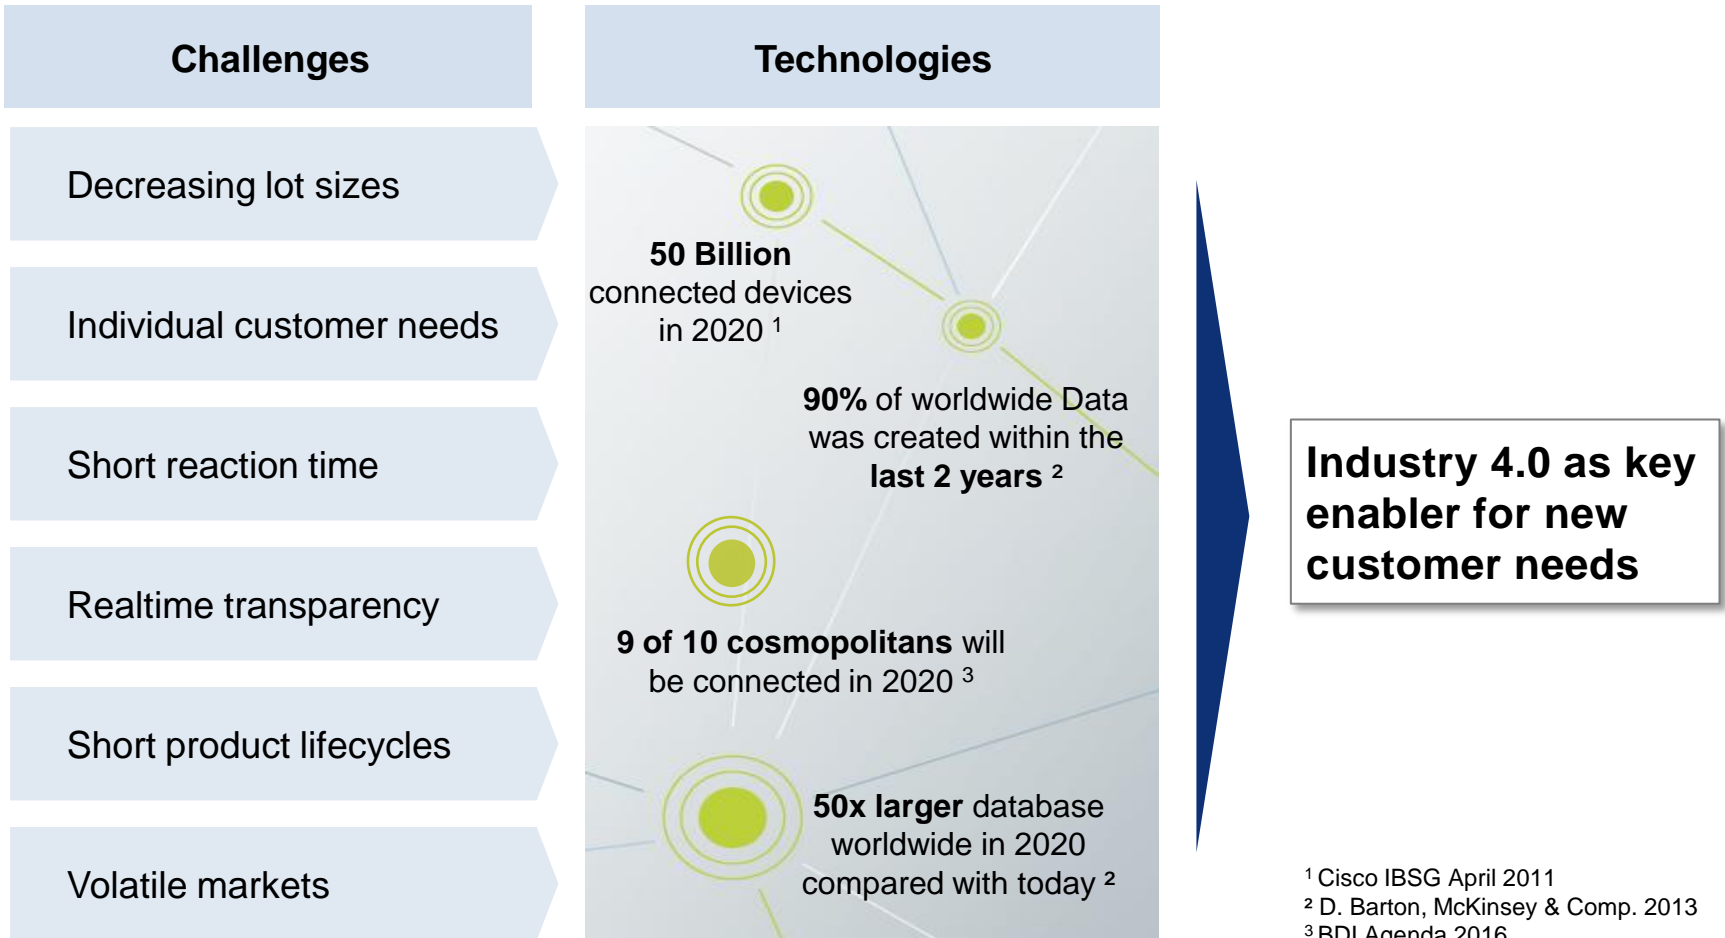 Challenges
Technologies
Decreasing lot sizes
Individual customer needs
Short reaction time
Realtime transparency
Short product lifecycles
Volatile markets
50 Billion
connected devices
in 2020 ¹
90% of worldwide Data
was created within the
last 2 years ²
9 of 10 cosmopolitans will
be connected in 2020 ³
50x larger database
worldwide in 2020
compared with today ²
Industry 4.0 as key
enabler for new
customer needs
¹ Cisco IBSG April 2011
² D. Barton, McKinsey & Comp. 2013
³ BDI Agenda 2016